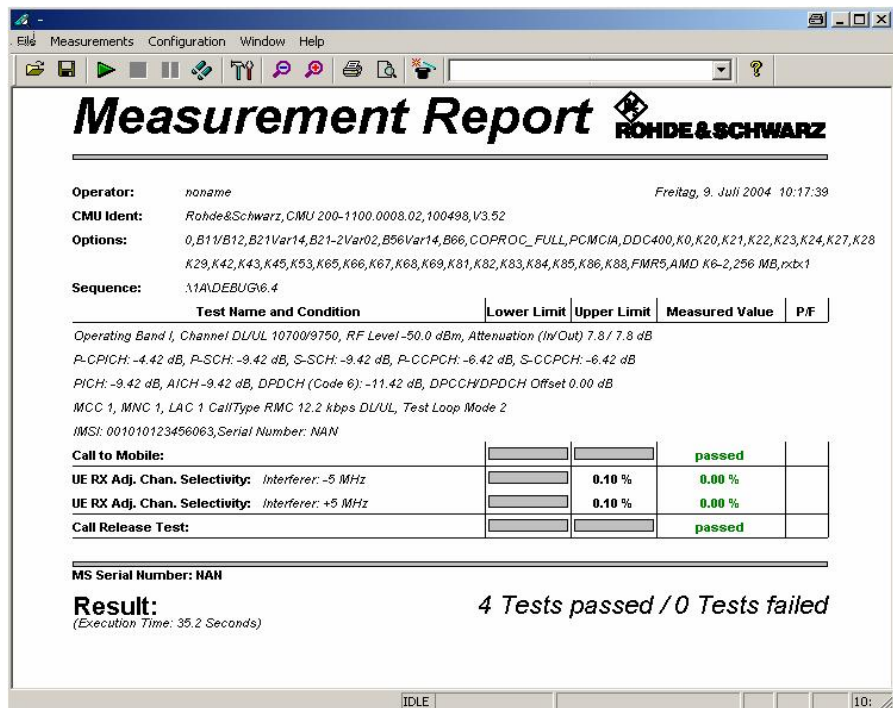 -
File Measurements Configuration Window Help
Measurement Report ROHDE&SCHWARZ
Operator: noname Freitag, 9. Juli 2004 10:17:39
CMU Ident: Rohde&Schwarz,CMU 200-1100.0008.02,100498,V3.52
Options: 0,B11/B12,B21Var14,B21-2Var02,B56Var14,B66,COPROC_FULL,PCMCIA,DDC400,K0,K20,K21,K22,K23,K24,K27,K28
K29,K42,K43,K45,K53,K65,K66,K67,K68,K69,K81,K82,K83,K84,K85,K86,K88,FMR5,AMD K6-2,256 MB,rxtx1
Sequence: .\1A\DEBUG\6.4
Test Name and Condition Lower Limit Upper Limit Measured Value P/F
Operating Band I, Channel DL/UL 10700/9750, RF Level -50.0 dBm, Attenuation (In/Out) 7.8 / 7.8 dB
P-CPICH: -4.42 dB, P-SCH: -9.42 dB, S-SCH: -9.42 dB, P-CCPCH: -6.42 dB, S-CCPCH: -6.42 dB
PICH: -9.42 dB, AICH -9.42 dB, DPDCH (Code 6): -11.42 dB, DPCCH/DPDCH Offset 0.00 dB
MCC 1, MNC 1, LAC 1 CallType RMC 12.2 kbps DL/UL, Test Loop Mode 2
IMSI: 001010123456063,Serial Number: NAN
Call to Mobile: passed
UE RX Adj. Chan. Selectivity: Interferer: -5 MHz 0.10 % 0.00 %
UE RX Adj. Chan. Selectivity: Interferer: +5 MHz 0.10 % 0.00 %
Call Release Test: passed
MS Serial Number: NAN
Result: 4 Tests passed / 0 Tests failed
(Execution Time: 35.2 Seconds)
IDLE 10: